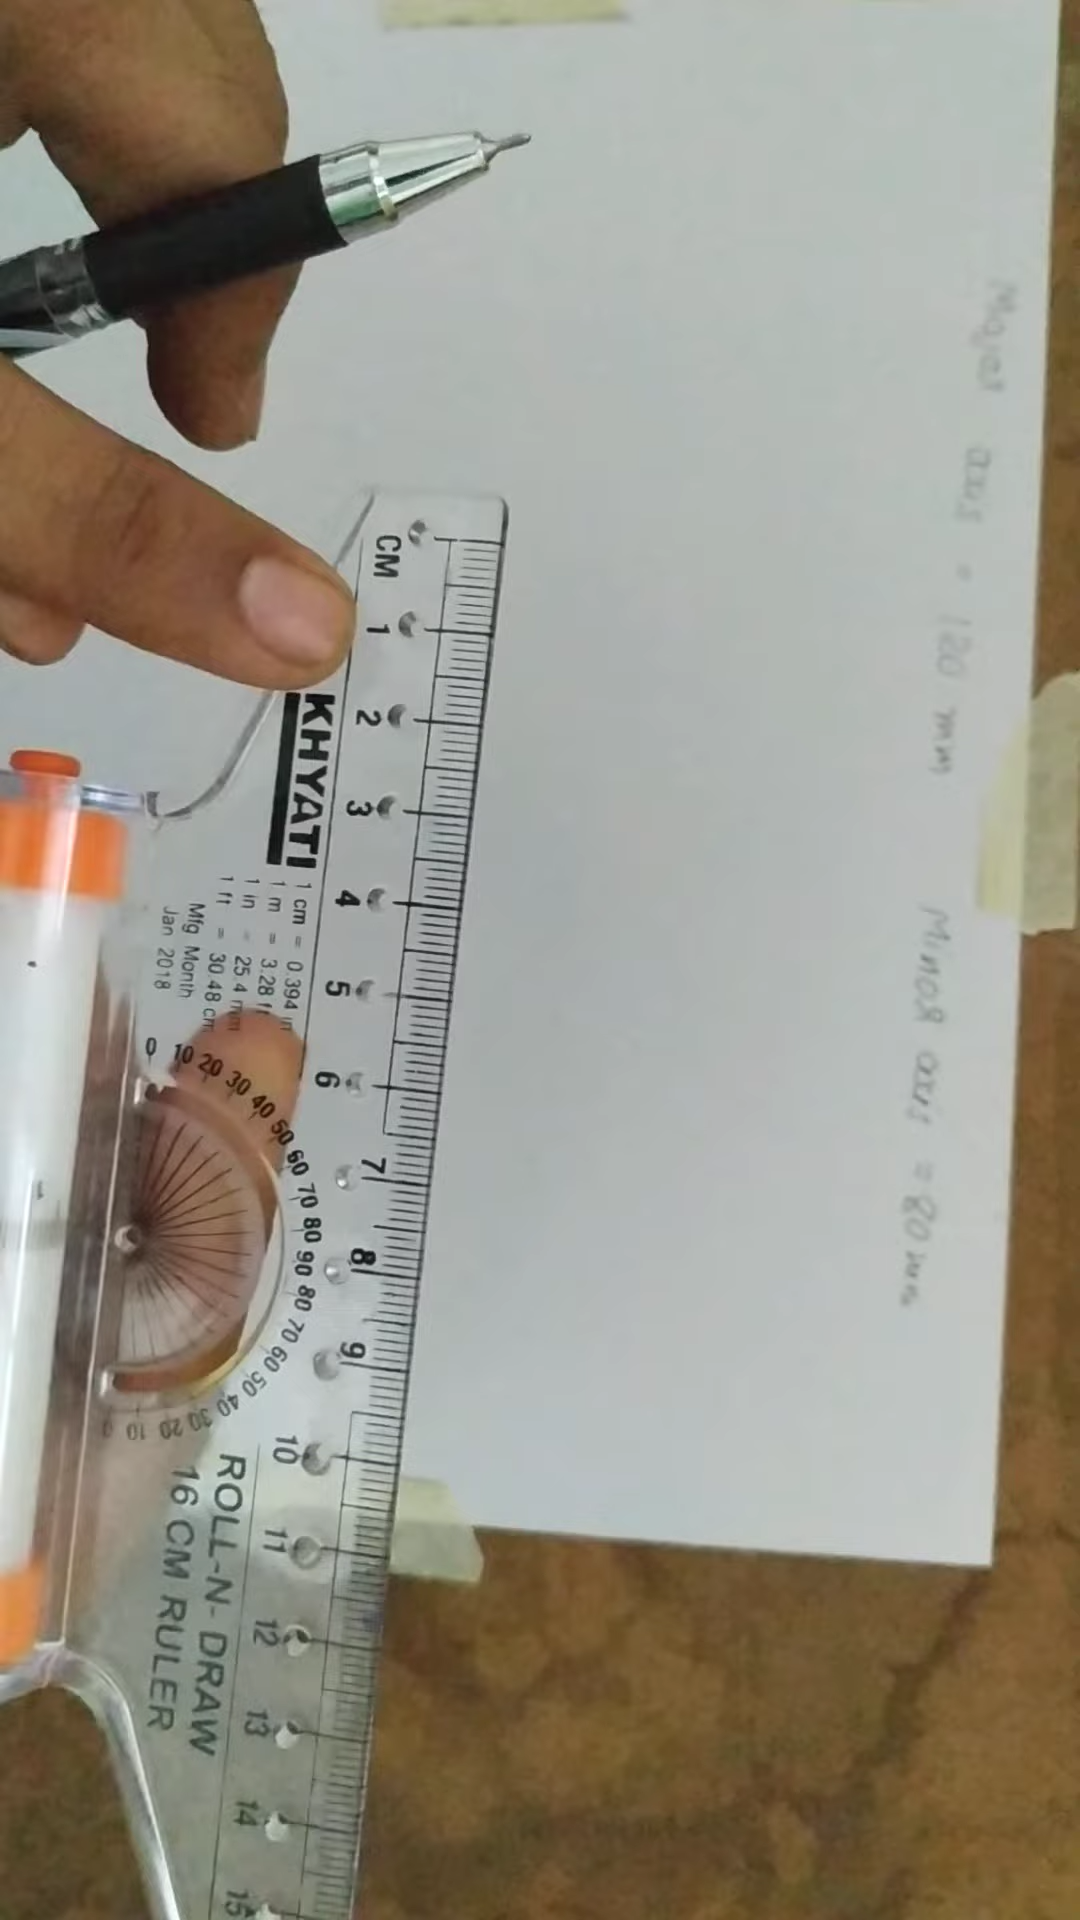 Major axis = 120 mm    Minor axis = 80 mm
CM 1 2 3 4 5 6 7 8 9 10 11 12 13 14 15
KHYATI
1 cm = 0.394 in
1 m = 3.28 ft
1 in = 25.4 mm
1 ft = 30.48 cm
Mfg Month
Jan 2018
0 10 20 30 40 50 60 70 80 90 80 70 60 50 40 30 20 10 0
ROLL-N-DRAW
16 CM RULER